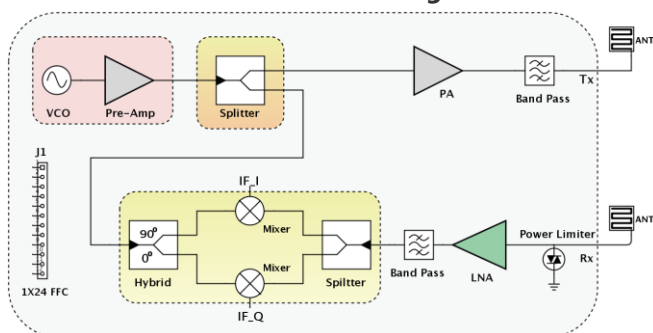 ANT
VCO
Pre-Amp
Splitter
PA
Band Pass
Tx
J1
IF_I
90°
0°
Mixer
Mixer
Hybrid
Spiltter
IF_Q
Band Pass
LNA
Power Limiter
Rx
ANT
1X24 FFC